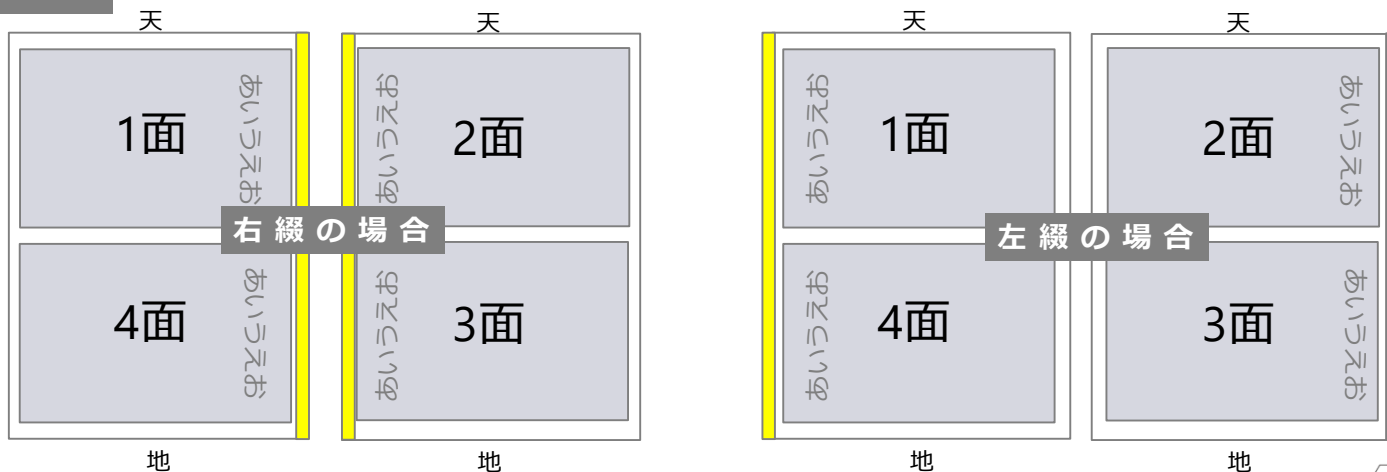 天
天
天
天
あいうえお
1面
あいうえお
2面
あいうえお
1面
あいうえお
2面
右綴の場合
左綴の場合
あいうえお
4面
あいうえお
3面
あいうえお
4面
あいうえお
3面
地
地
地
地